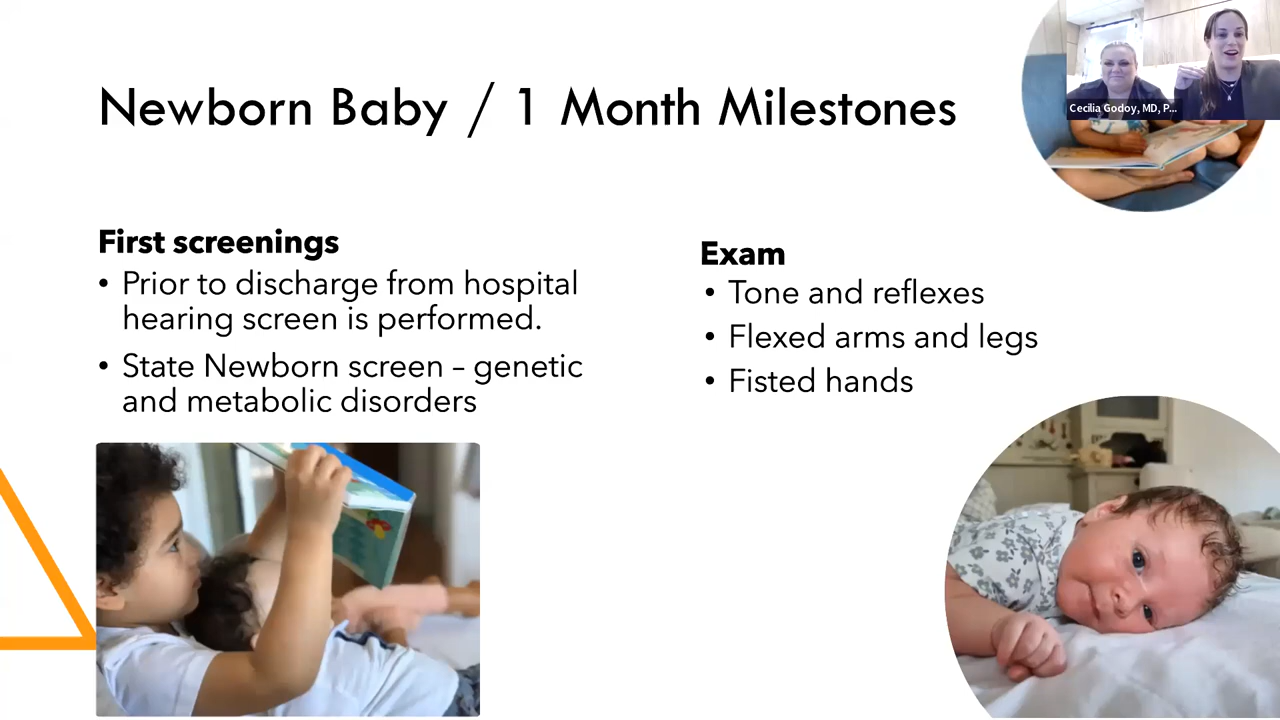 Newborn Baby / 1 Month Milestones
Cecilia Godoy, MD, P...
First screenings
• Prior to discharge from hospital
hearing screen is performed.
• State Newborn screen – genetic
and metabolic disorders
Exam
• Tone and reflexes
• Flexed arms and legs
• Fisted hands